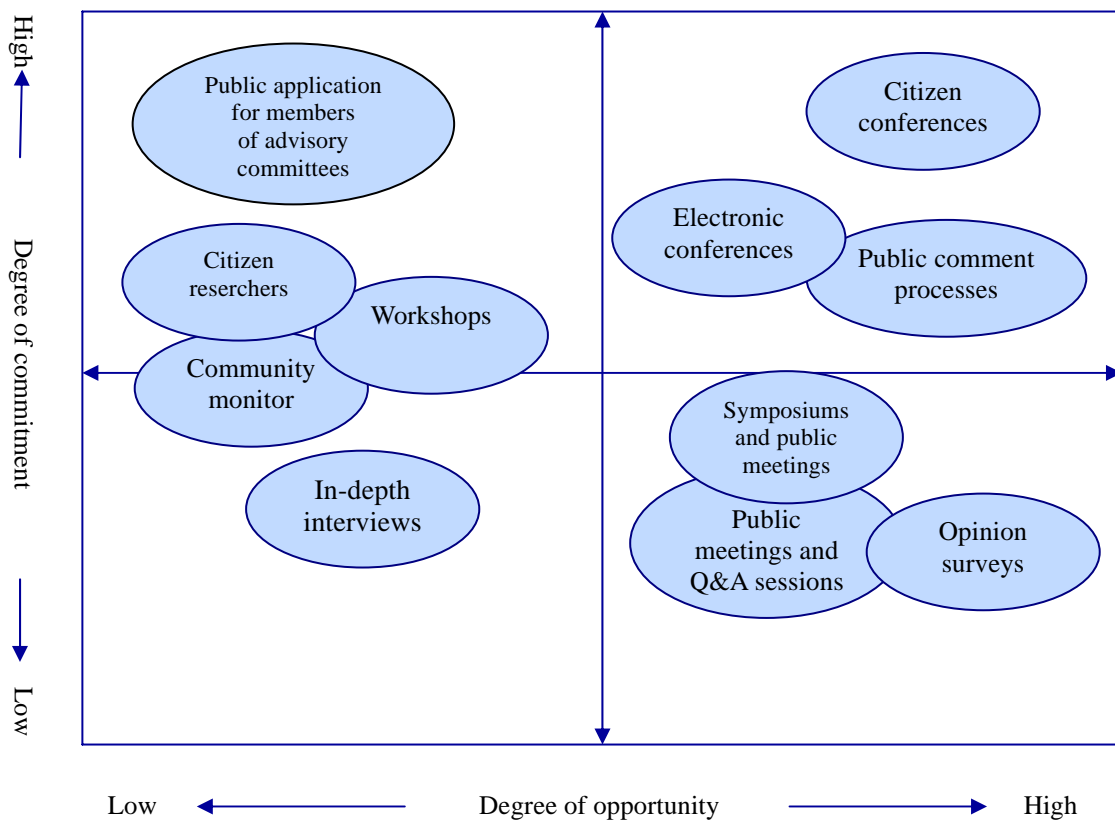 High
Degree of commitment
Low
Public application
for members
of advisory
committees
Citizen
conferences
Electronic
conferences
Public comment
processes
Citizen
reserchers
Workshops
Community
monitor
In-depth
interviews
Symposiums
and public
meetings
Public
meetings and
Q&A sessions
Opinion
surveys
Low
Degree of opportunity
High